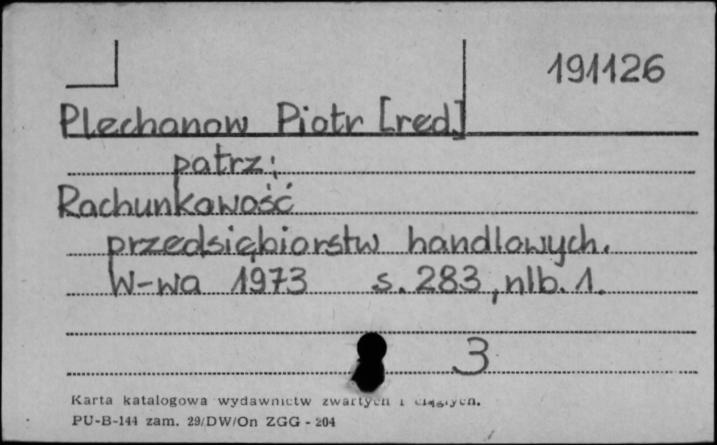 191126
Plechanow Piotr [red.]
patrz:
Rachunkowość
przedsiębiorstw handlowych.
W-wa 1973 s. 283, nlb. 1.
3
Karta katalogowa wydawnictw zwartych i ciągłych.
PU-B-144 zam. 29/DW/On ZGG - 204